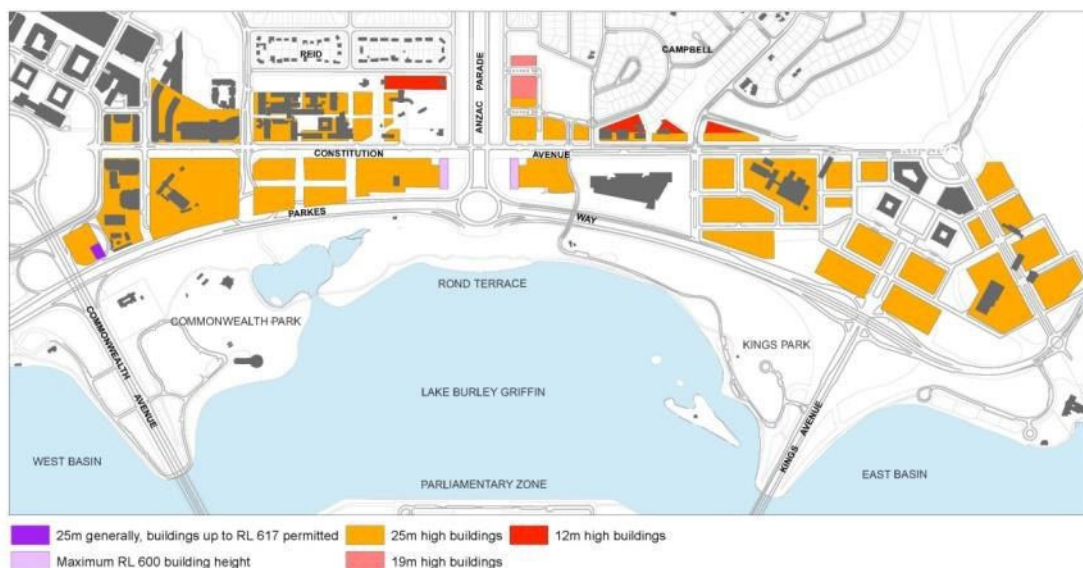 REID
ANZAC PARADE
CAMPBELL
CONSTITUTION
AVENUE
RUSSELL
PARKES
WAY
ROND TERRACE
COMMONWEALTH PARK
COMMONWEALTH AVENUE
KINGS PARK
LAKE BURLEY GRIFFIN
KINGS AVENUE
WEST BASIN
EAST BASIN
PARLIAMENTARY ZONE
25m generally, buildings up to RL 617 permitted
25m high buildings
12m high buildings
Maximum RL 600 building height
19m high buildings